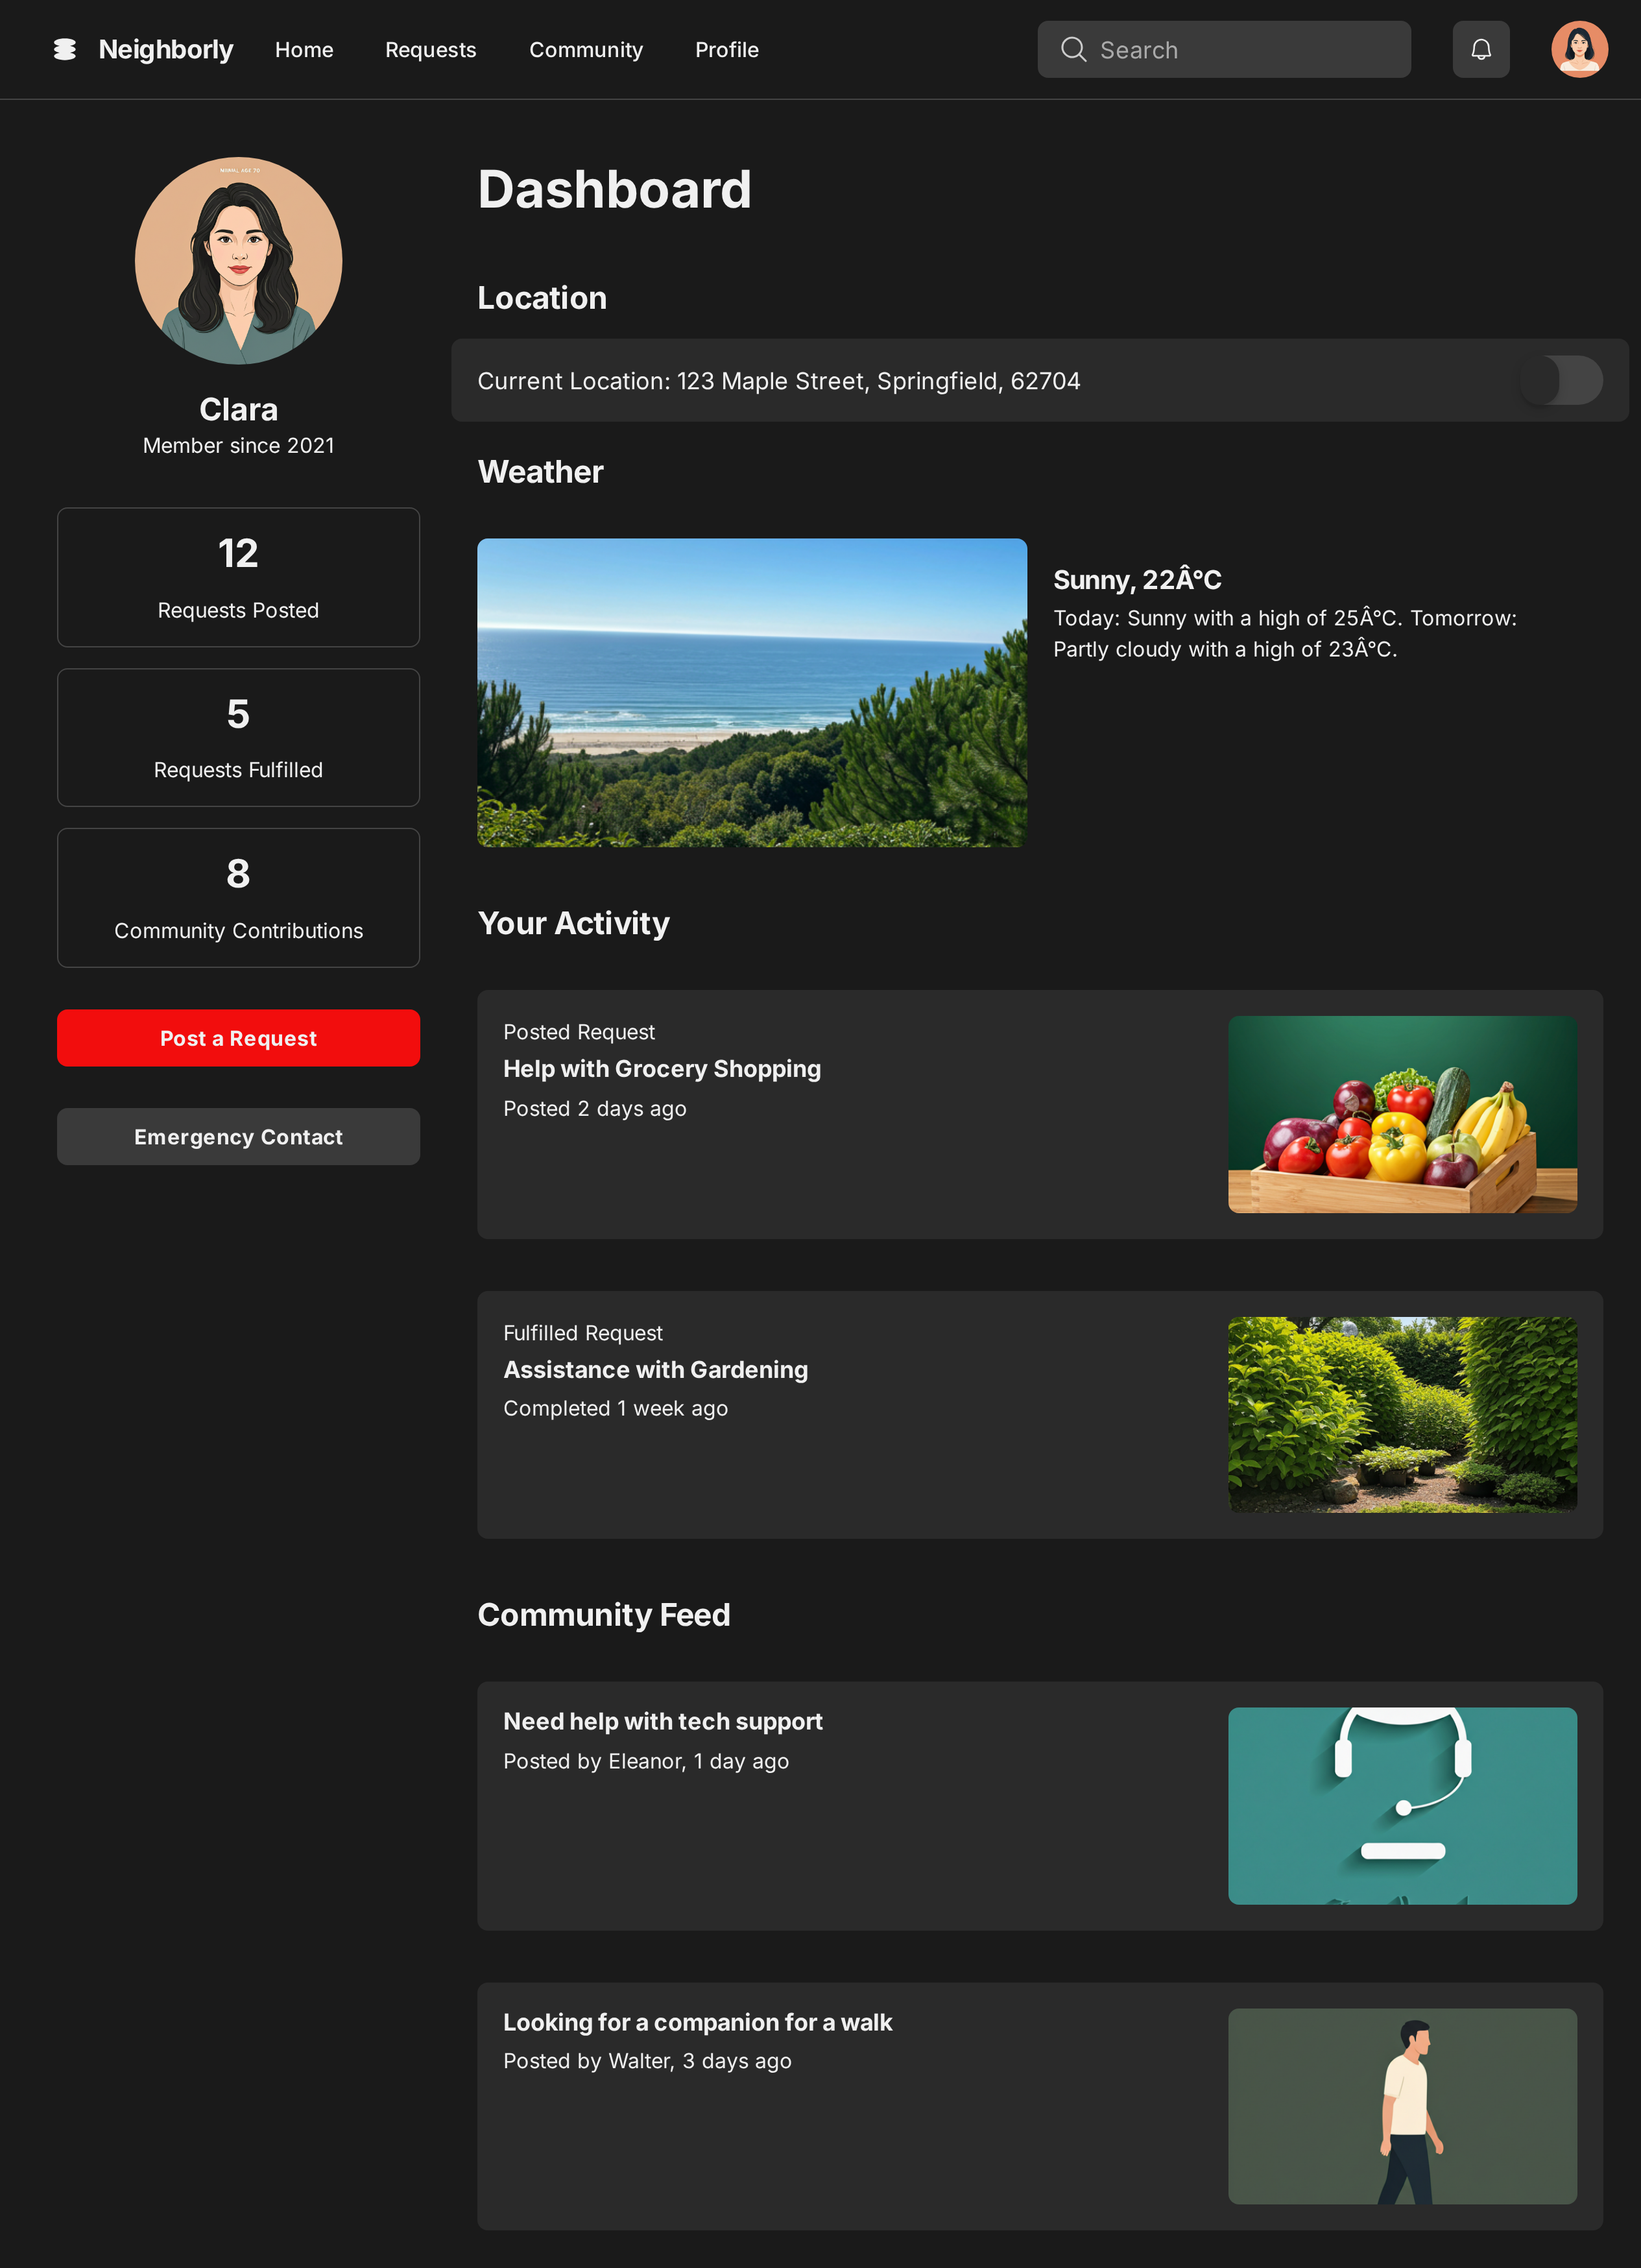 Neighborly
Home
Requests
Community
Profile
Search
Clara
Member since 2021
12
Requests Posted
5
Requests Fulfilled
8
Community Contributions
Post a Request
Emergency Contact
Dashboard
Location
Current Location: 123 Maple Street, Springfield, 62704
Weather
Sunny, 22Â°C
Today: Sunny with a high of 25Â°C. Tomorrow:
Partly cloudy with a high of 23Â°C.
Your Activity
Posted Request
Help with Grocery Shopping
Posted 2 days ago
Fulfilled Request
Assistance with Gardening
Completed 1 week ago
Community Feed
Need help with tech support
Posted by Eleanor, 1 day ago
Looking for a companion for a walk
Posted by Walter, 3 days ago